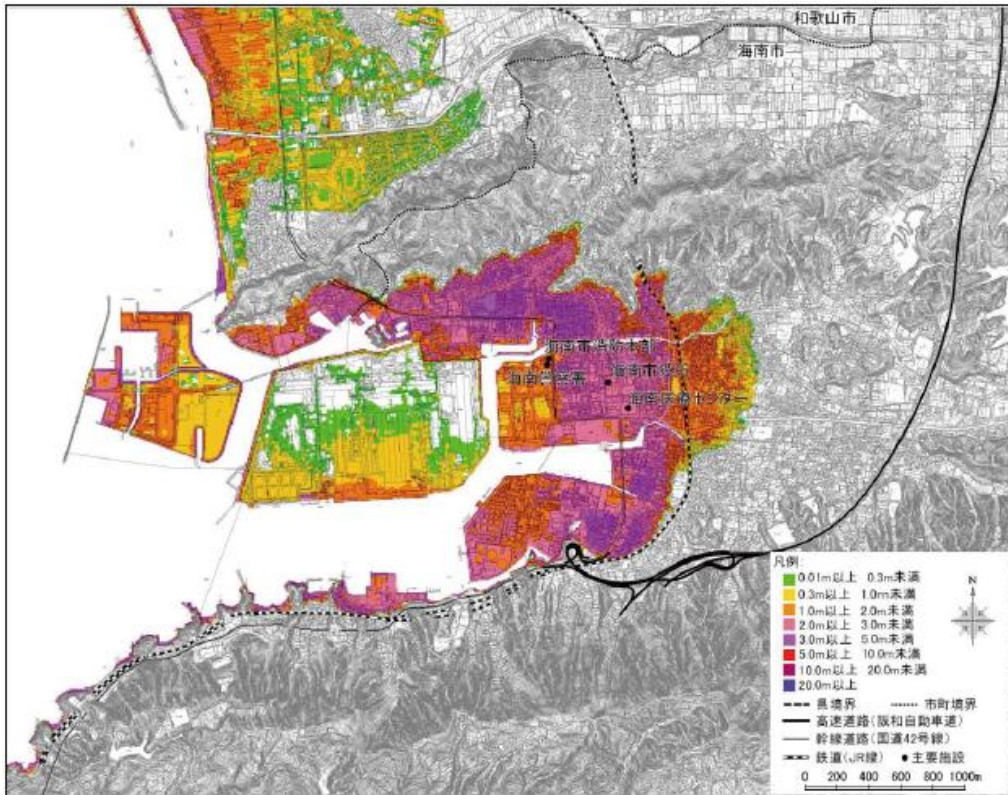 和歌山市
海南市
海南市消防本部
海南警察署
海南市役所
海南医療センター
凡例:
0.01m以上 0.3m未満
0.3m以上 1.0m未満
1.0m以上 2.0m未満
2.0m以上 3.0m未満
3.0m以上 5.0m未満
5.0m以上 10.0m未満
10.0m以上 20.0m未満
20.0m以上
県境界 市町境界
高速道路(阪和自動車道)
幹線道路(国道42号線)
鉄道(JR線) 主要施設
N
0 200 400 600 800 1000m